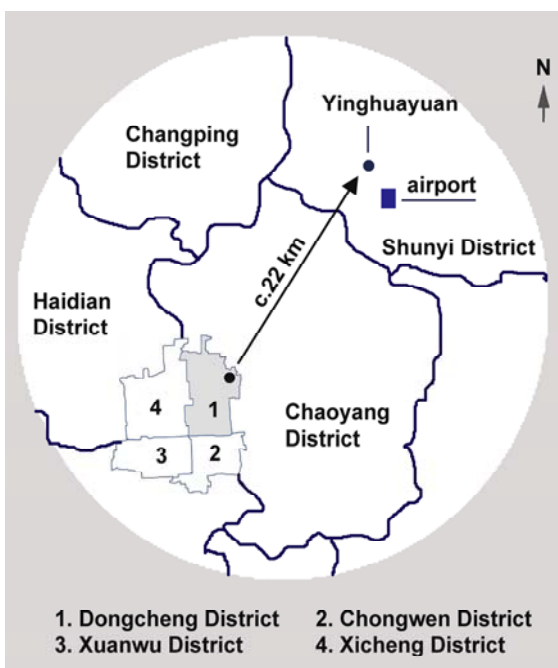 N
Yinghuayuan
Changping
District
airport
Shunyi District
c.22 km
Haidian
District
4
1
Chaoyang
District
3
2
1. Dongcheng District 2. Chongwen District
3. Xuanwu District 4. Xicheng District